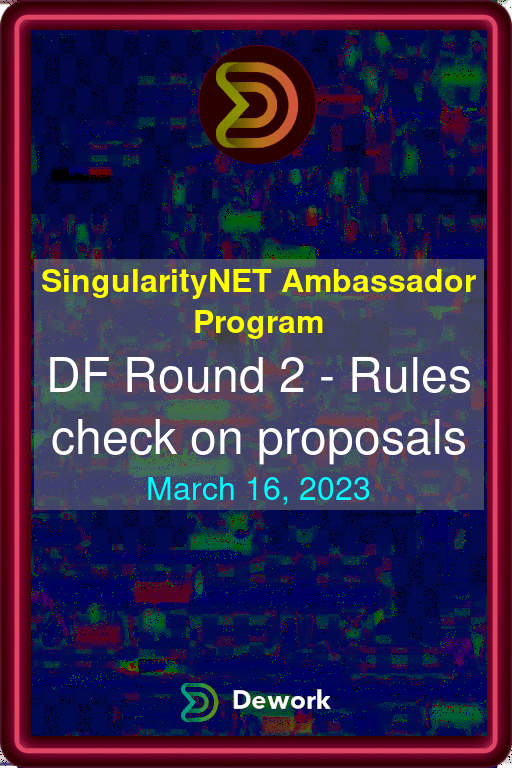 SingularityNET Ambassador
Program
DF Round 2 - Rules
check on proposals
March 16, 2023
Dework